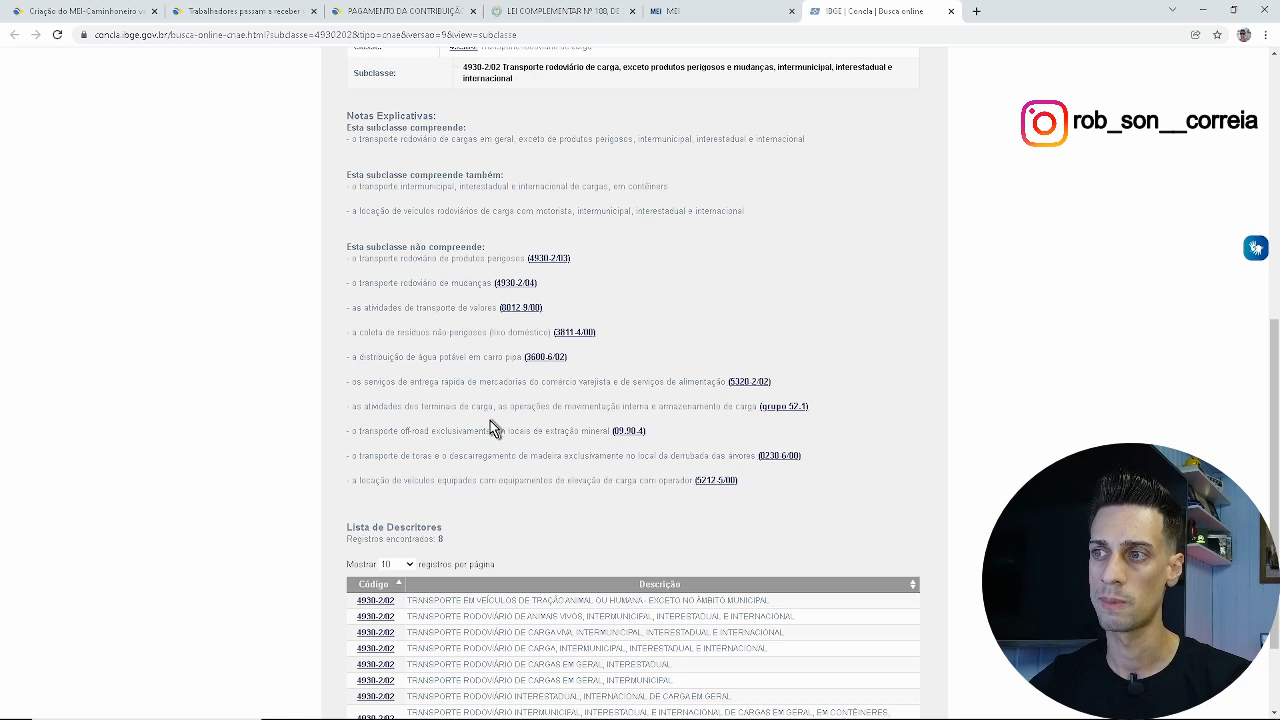 Criação do MEI-Caminhoneiro v
Trabalhadores passam a receber
PAGAMENTO DA CONTRIBUIÇÃO
LEI COMPLEMENTAR Nº 188, DE
MEI MEI
IBGE | Concla | Busca online
concla.ibge.gov.br/busca-online-cnae.html?subclasse=4930202&tipo=cnae&versao=9&view=subclasse
Transporte rodoviário de carga
Subclasse: 4930-2/02 Transporte rodoviário de carga, exceto produtos perigosos e mudanças, intermunicipal, interestadual e
internacional
rob_son__correia
Notas Explicativas:
Esta subclasse compreende:
- o transporte rodoviário de cargas em geral, exceto de produtos perigosos, intermunicipal, interestadual e internacional
Esta subclasse compreende também:
- o transporte intermunicipal, interestadual e internacional de cargas, em contêiners
- a locação de veículos rodoviários de carga com motorista, intermunicipal, interestadual e internacional
Esta subclasse não compreende:
- o transporte rodoviário de produtos perigosos (4930-2/03)
- o transporte rodoviário de mudanças (4930-2/04)
- as atividades de transporte de valores (8012-9/00)
- a coleta de resíduos não-perigosos (lixo doméstico) (3811-4/00)
- a distribuição de água potável em carro pipa (3600-6/02)
- os serviços de entrega rápida de mercadorias do comércio varejista e de serviços de alimentação (5320-2/02)
- as atividades dos terminais de carga, as operações de movimentação interna e armazenamento de carga (grupo 52.1)
- o transporte off-road exclusivamente locais de extração mineral (09.90-4)
- o transporte e o carregamento de madeira exclusivamente no local da derrubada das árvores (0230-6/00)
- a locação de veículos equipados com equipamentos de elevação de carga com operador (5212-5/00)
Lista de Descritores
Registros encontrados: 8
Mostrar 10 registros por página
Código Descrição
4930-2/02 TRANSPORTE EM VEÍCULOS DE TRAÇÃO ANIMAL OU HUMANA - EXCETO NO ÂMBITO MUNICIPAL
4930-2/02 TRANSPORTE RODOVIÁRIO DE ANIMAIS VIVOS, INTERMUNICIPAL, INTERESTADUAL E INTERNACIONAL
4930-2/02 TRANSPORTE RODOVIÁRIO DE CARGA VIVA, INTERMUNICIPAL, INTERESTADUAL E INTERNACIONAL
4930-2/02 TRANSPORTE RODOVIÁRIO DE CARGA, INTERMUNICIPAL, INTERESTADUAL E INTERNACIONAL
4930-2/02 TRANSPORTE RODOVIÁRIO DE CARGAS EM GERAL, INTERESTADUAL
4930-2/02 TRANSPORTE RODOVIÁRIO DE CARGAS EM GERAL, INTERMUNICIPAL
4930-2/02 TRANSPORTE RODOVIÁRIO INTERESTADUAL, INTERNACIONAL DE CARGA EM GERAL
4930-2/02 TRANSPORTE RODOVIÁRIO INTERMUNICIPAL, INTERESTADUAL E INTERNACIONAL DE CARGAS EM GERAL, EM CONTÊINERES,